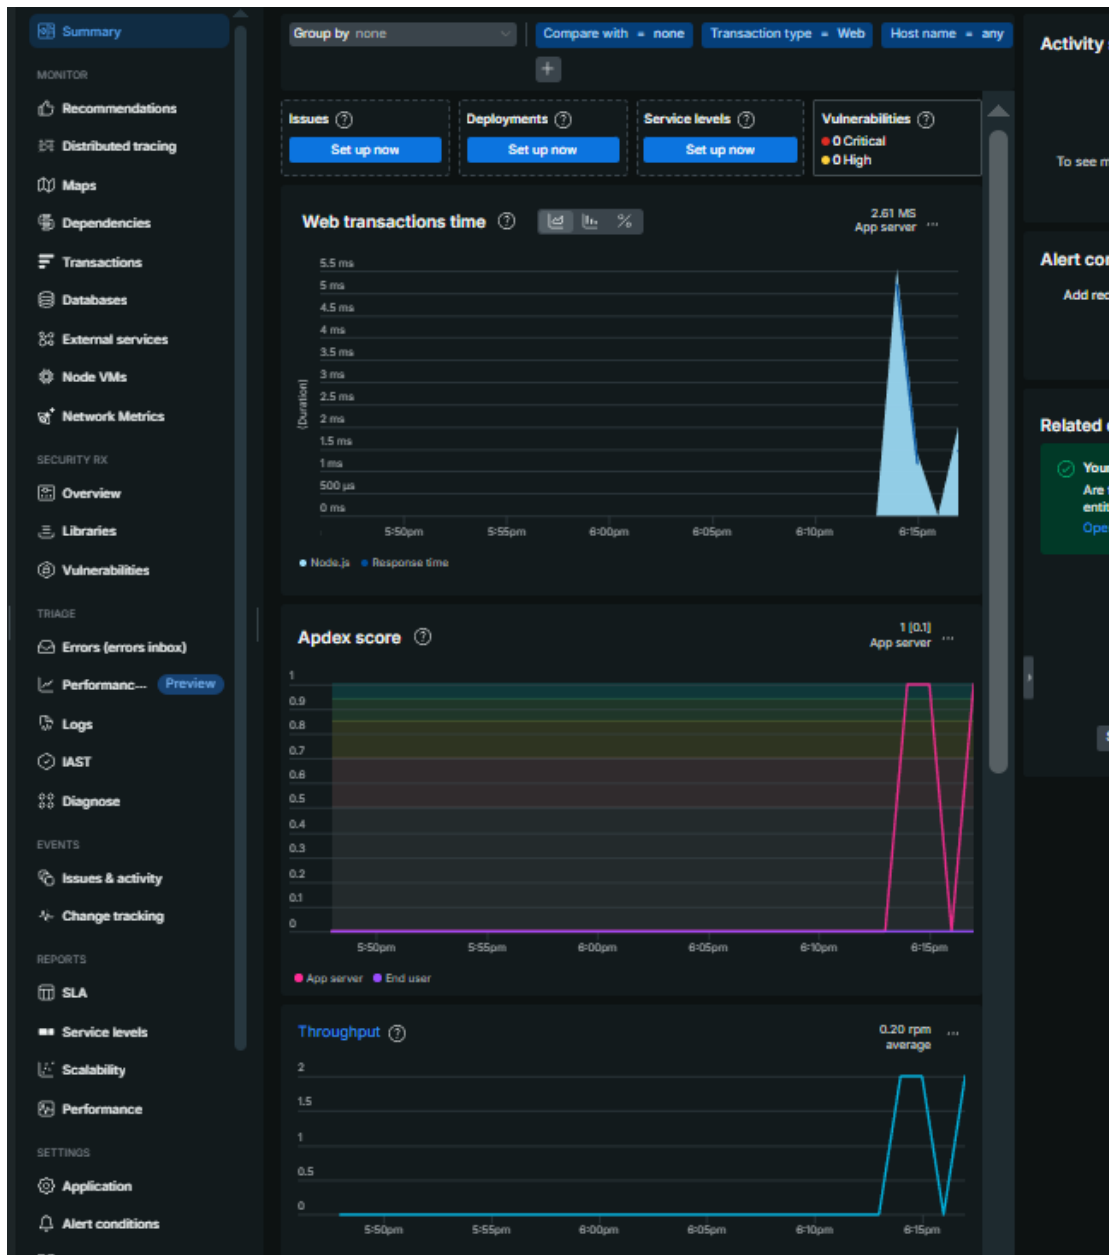 Summary
MONITOR
Recommendations
Distributed tracing
Maps
Dependencies
Transactions
Databases
External services
Node VMs
Network Metrics
SECURITY RX
Overview
Libraries
Vulnerabilities
TRIAGE
Errors (errors inbox)
Performanc... Preview
Logs
IAST
Diagnose
EVENTS
Issues & activity
Change tracking
REPORTS
SLA
Service levels
Scalability
Performance
SETTINGS
Application
Alert conditions
Group by none
Compare with = none
Transaction type = Web
Host name = any
+
Issues
Set up now
Deployments
Set up now
Service levels
Set up now
Vulnerabilities
0 Critical
0 High
Web transactions time
2.61 MS
App server
(Duration)
5.5 ms
5 ms
4.5 ms
4 ms
3.5 ms
3 ms
2.5 ms
2 ms
1.5 ms
1 ms
500 µs
0 ms
5:50pm 5:55pm 6:00pm 6:05pm 6:10pm 6:15pm
Node.js Response time
Apdex score
1 [0.1]
App server
1
0.9
0.8
0.7
0.6
0.5
0.4
0.3
0.2
0.1
0
5:50pm 5:55pm 6:00pm 6:05pm 6:10pm 6:15pm
App server End user
Throughput
0.20 rpm
average
2
1.5
1
0.5
0
5:50pm 5:55pm 6:00pm 6:05pm 6:10pm 6:15pm
Activity
To see
Alert
Add
Related
Your
Are